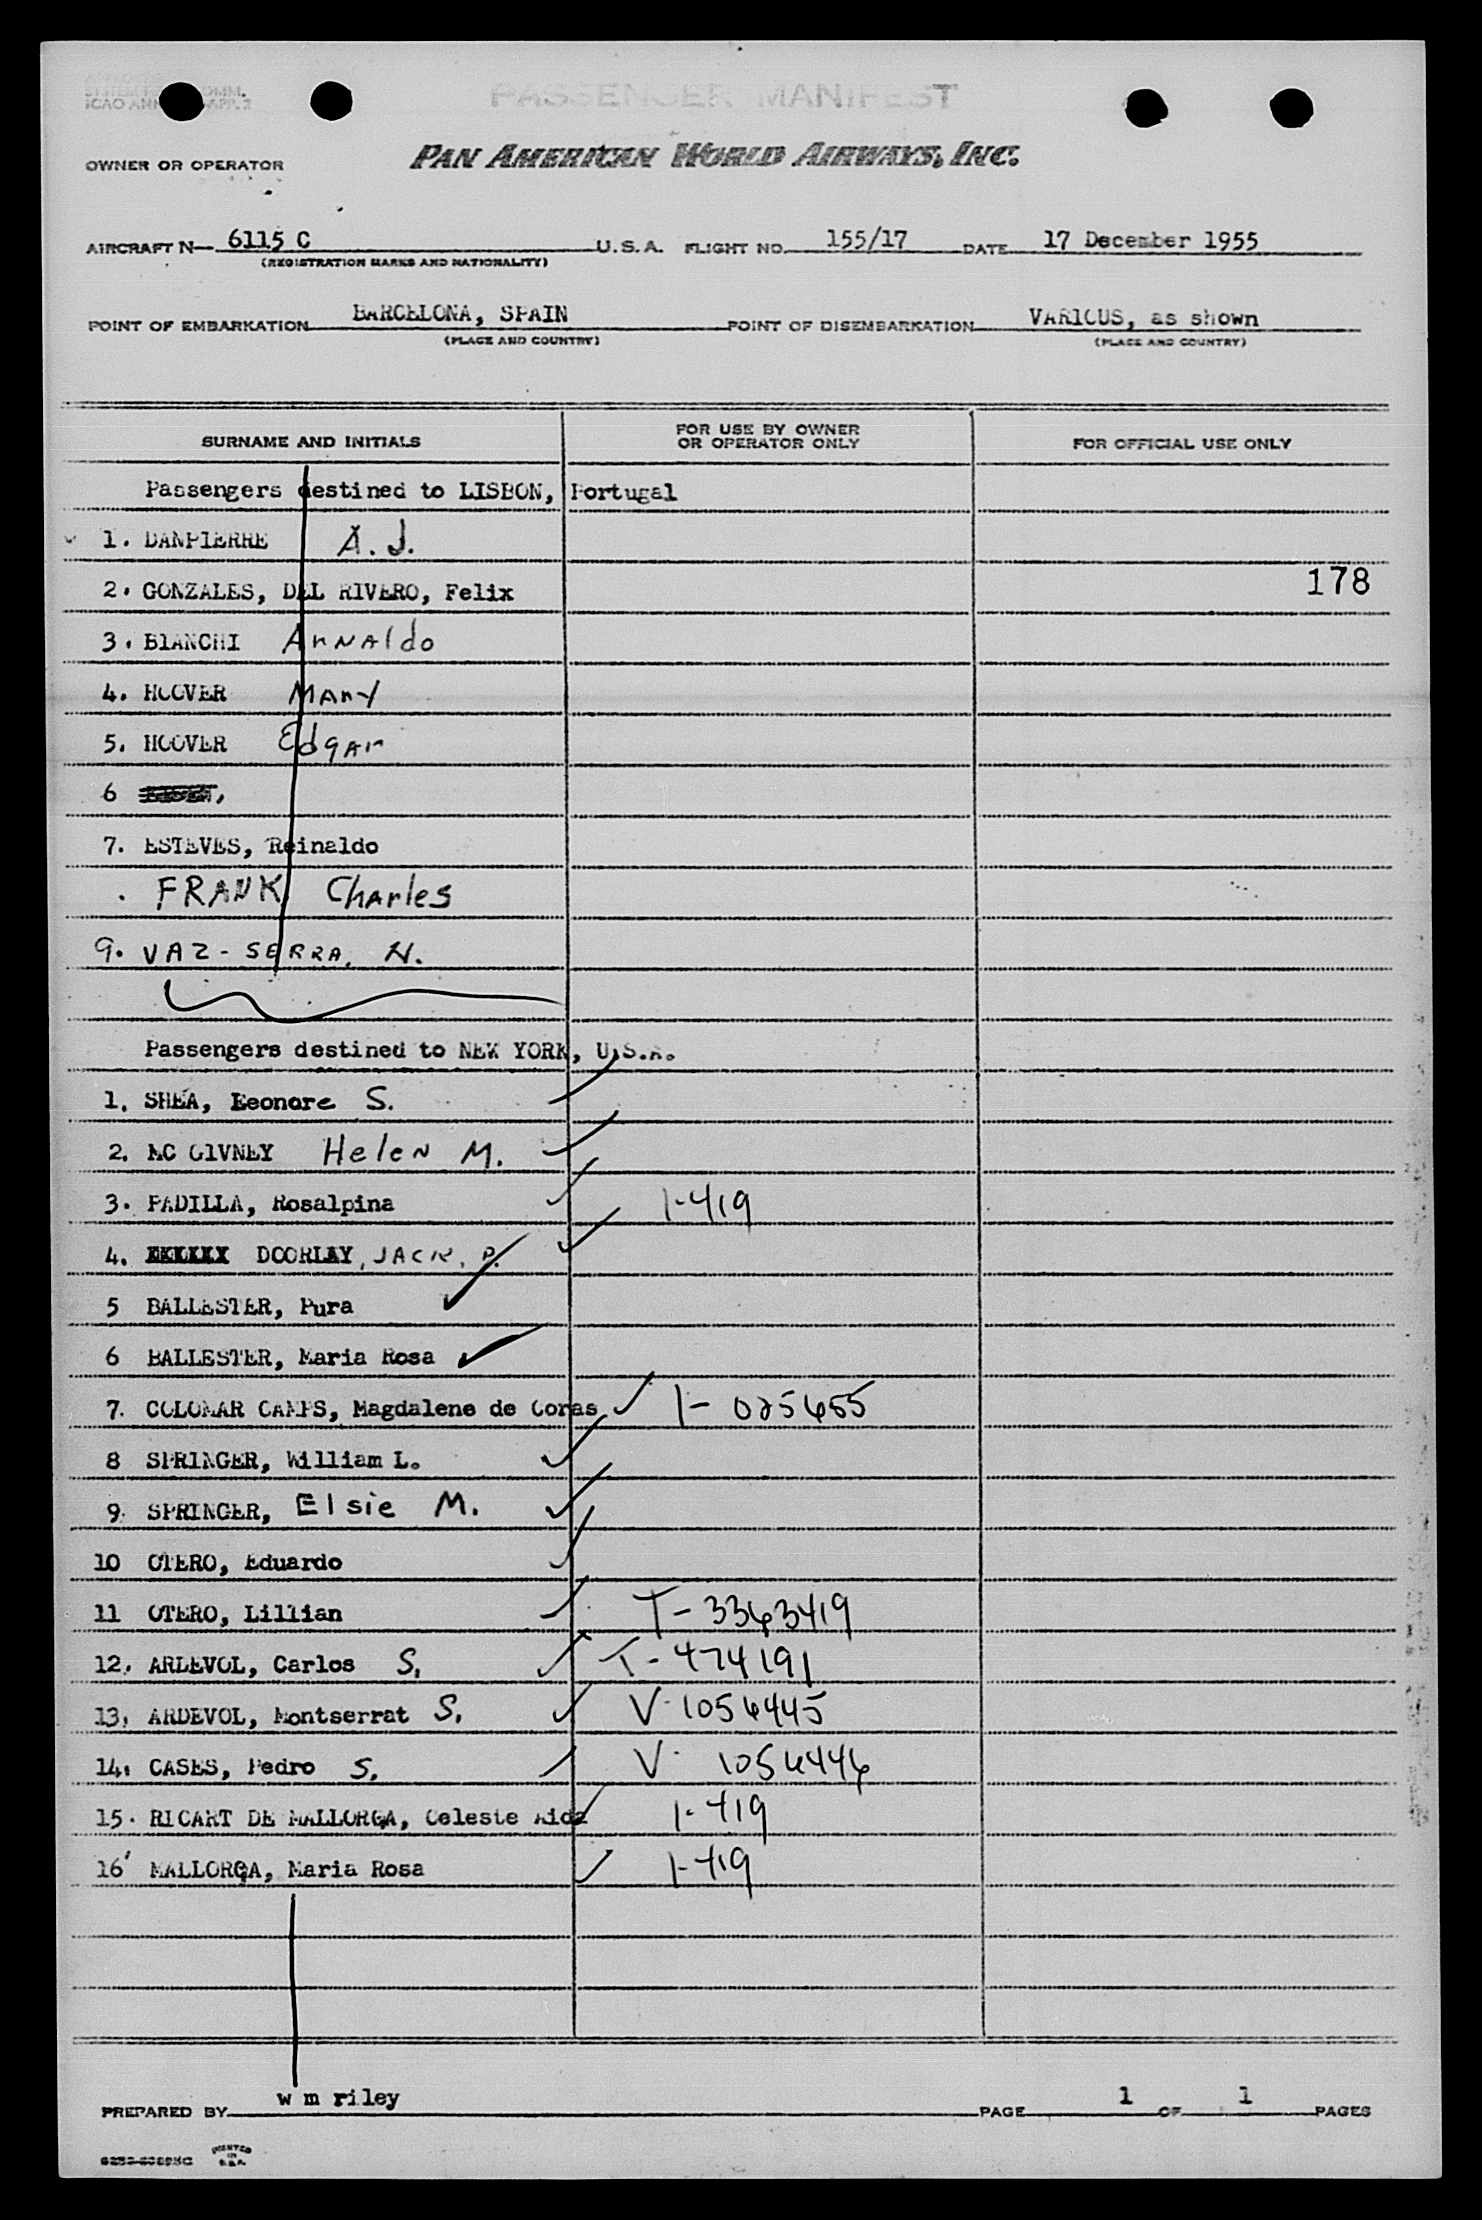 PASSENGER MANIFEST
OWNER OR OPERATOR PAN AMERICAN WORLD AIRWAYS, INC.
AIRCRAFT N— 6115 C U.S.A. FLIGHT NO. 155/17 DATE 17 December 1955
(REGISTRATION MARKS AND NATIONALITY)
POINT OF EMBARKATION BARCELONA, SPAIN POINT OF DISEMBARKATION VARIOUS, as shown
(PLACE AND COUNTRY) (PLACE AND COUNTRY)
SURNAME AND INITIALS FOR USE BY OWNER OR OPERATOR ONLY FOR OFFICIAL USE ONLY
Passengers destined to LISBON, Portugal
1. DANPIERRE A. J.
2. GONZALES, DEL RIVERO, Felix 178
3. BIANCHI Arnaldo
4. HOOVER Mary
5. HOOVER Edgar
6
7. ESTEVES, Reinaldo
. FRANK, Charles
9. VAZ-SERRA, N.
Passengers destined to NEW YORK, U.S.A.
1. SHEA, Leonore S.
2. MC GIVNEY Helen M.
3. PADILLA, Rosalpina 1-419
4. DOORLAY, JACK, P.
5 BALLESTER, Pura
6 BALLESTER, Maria Rosa
7. COLOMAR CAMPS, Magdalene de Coras 1- 025655
8 SPRINGER, William L.
9. SPRINGER, Elsie M.
10 OTERO, Eduardo
11 OTERO, Lillian T-3363419
12. ARDEVOL, Carlos S. T-474191
13. ARDEVOL, Montserrat S. V-1056445
14. CASES, Pedro S. V- 1056446
15. RICART DE MALLORCA, Celeste Aida 1-419
16 MALLORCA, Maria Rosa 1-419
PREPARED BY w m riley PAGE 1 OF 1 PAGES
PRINTED IN U.S.A.